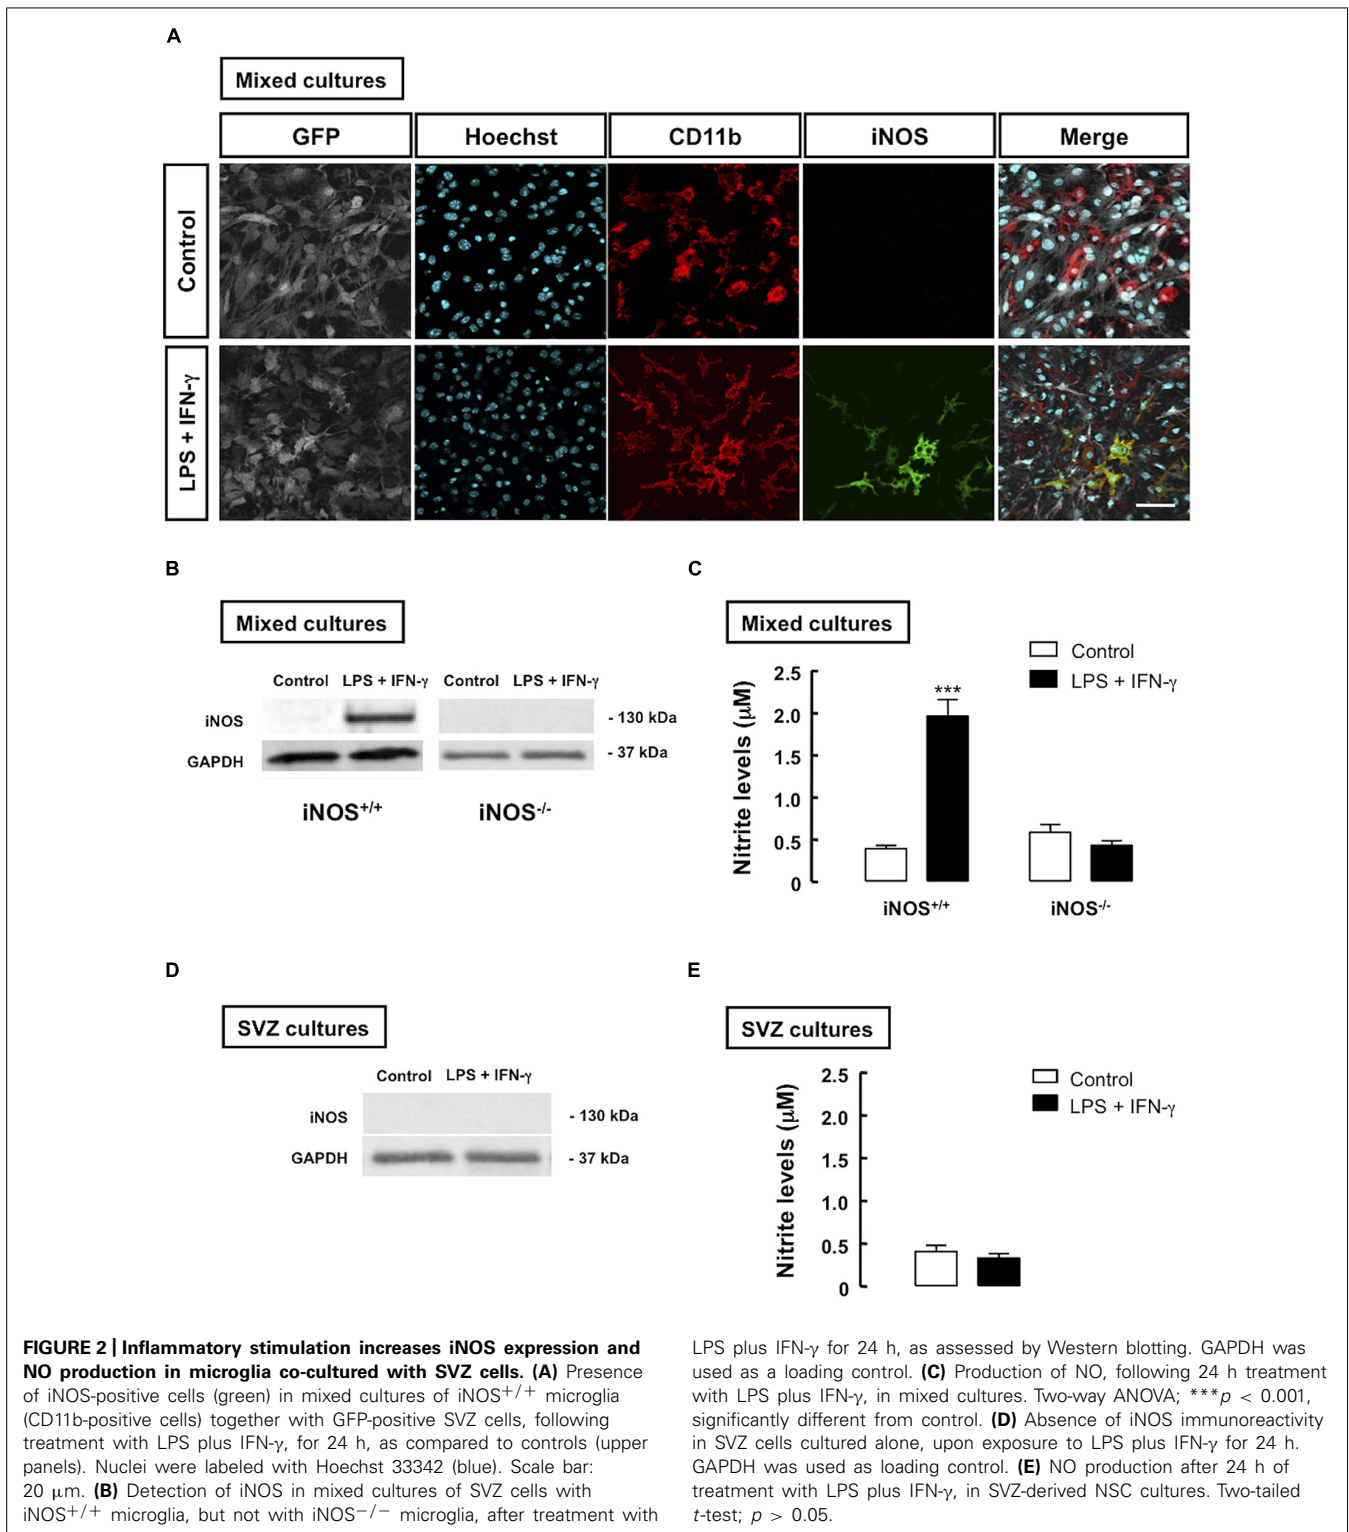 A
Mixed cultures
GFP
Hoechst
CD11b
iNOS
Merge
Control
LPS + IFN-γ
B
Mixed cultures
Control LPS + IFN-γ Control LPS + IFN-γ
iNOS
- 130 kDa
GAPDH
- 37 kDa
iNOS+/+
iNOS-/-
C
Mixed cultures
Control
LPS + IFN-γ
Nitrite levels (μM)
2.5
2.0
1.5
1.0
0.5
0
***
iNOS+/+
iNOS-/-
D
SVZ cultures
Control LPS + IFN-γ
iNOS
- 130 kDa
GAPDH
- 37 kDa
E
SVZ cultures
Control
LPS + IFN-γ
Nitrite levels (μM)
2.5
2.0
1.5
1.0
0.5
0
FIGURE 2 | Inflammatory stimulation increases iNOS expression and
NO production in microglia co-cultured with SVZ cells. (A) Presence
of iNOS-positive cells (green) in mixed cultures of iNOS+/+ microglia
(CD11b-positive cells) together with GFP-positive SVZ cells, following
treatment with LPS plus IFN-γ, for 24 h, as compared to controls (upper
panels). Nuclei were labeled with Hoechst 33342 (blue). Scale bar:
20 μm. (B) Detection of iNOS in mixed cultures of SVZ cells with
iNOS+/+ microglia, but not with iNOS−/− microglia, after treatment with
LPS plus IFN-γ for 24 h, as assessed by Western blotting. GAPDH was
used as a loading control. (C) Production of NO, following 24 h treatment
with LPS plus IFN-γ, in mixed cultures. Two-way ANOVA; ***p < 0.001,
significantly different from control. (D) Absence of iNOS immunoreactivity
in SVZ cells cultured alone, upon exposure to LPS plus IFN-γ for 24 h.
GAPDH was used as loading control. (E) NO production after 24 h of
treatment with LPS plus IFN-γ, in SVZ-derived NSC cultures. Two-tailed
t-test; p > 0.05.